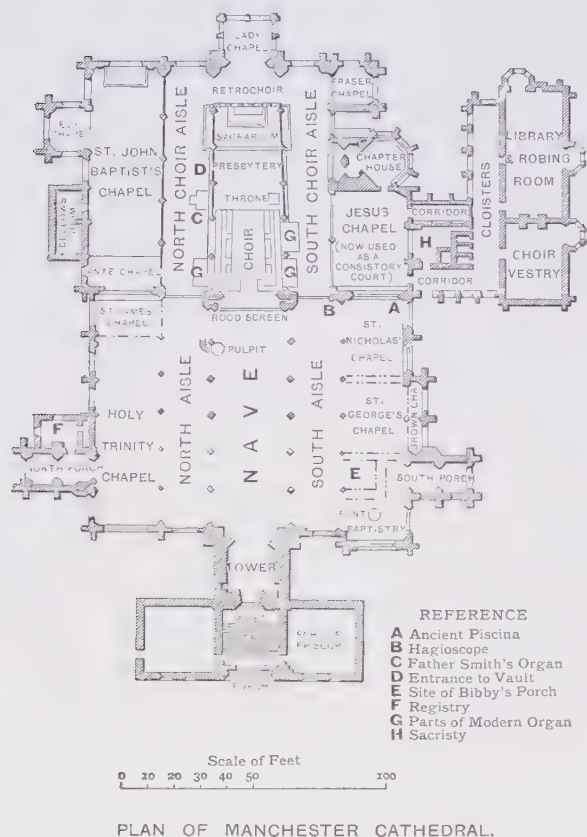 LADY
CHAPEL
RETROCHOIR
FRASER
CHAPEL
NORTH CHOIR AISLE
SOUTH CHOIR AISLE
ST. JOHN
BAPTIST'S
CHAPEL
D
PRESBYTERY
THRONE
C
CHOIR
G
G
G
CHAPTER
HOUSE
JESUS
CHAPEL
(NOW USED
AS A
CONSISTORY
COURT)
CORRIDOR
H
CORRIDOR
CLOISTERS
LIBRARY
& ROBING
ROOM
CHOIR
VESTRY
B
A
CHAPEL
ROOD SCREEN
PULPIT
ST.
NICHOLAS'
CHAPEL
NORTH AISLE
NAVE
SOUTH AISLE
HOLY
TRINITY
CHAPEL
F
NORTH PORCH
ST.
GEORGE'S
CHAPEL
E
SOUTH PORCH
BAPTISTRY
TOWER
REFERENCE
A Ancient Piscina
B Hagioscope
C Father Smith's Organ
D Entrance to Vault
E Site of Bibby's Porch
F Registry
G Parts of Modern Organ
H Sacristy
Scale of Feet
0 10 20 30 40 50 100
PLAN OF MANCHESTER CATHEDRAL.